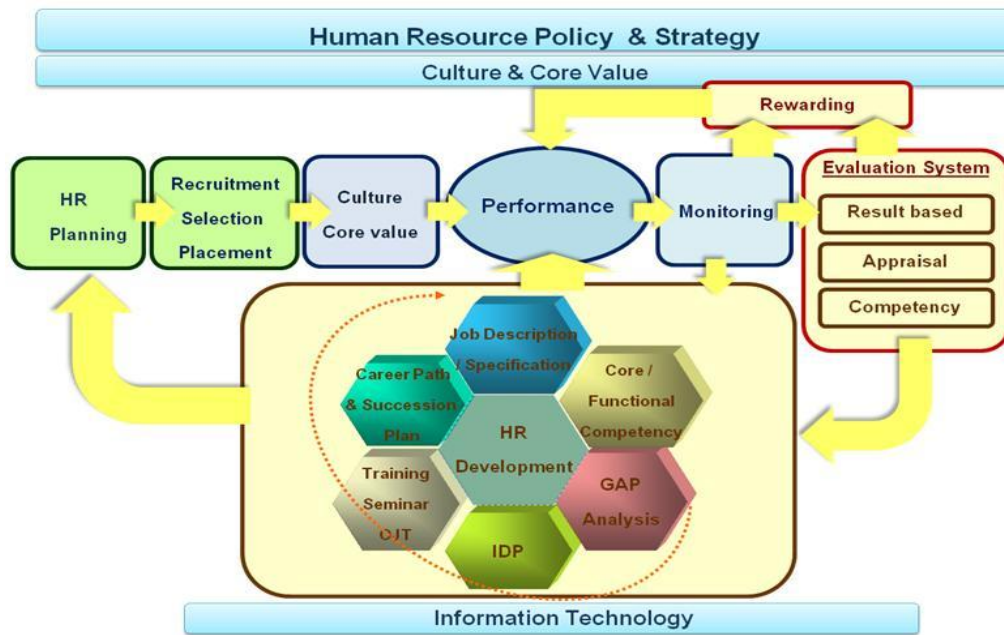 Human Resource Policy & Strategy
Culture & Core Value
Rewarding
HR
Planning
Recruitment
Selection
Placement
Culture
Core value
Performance
Monitoring
Evaluation System
Result based
Appraisal
Competency
Job Description
/ Specification
Career Path
& Succession
Plan
Core /
Functional
Competency
HR
Development
Training
Seminar
OJT
GAP
Analysis
IDP
Information Technology